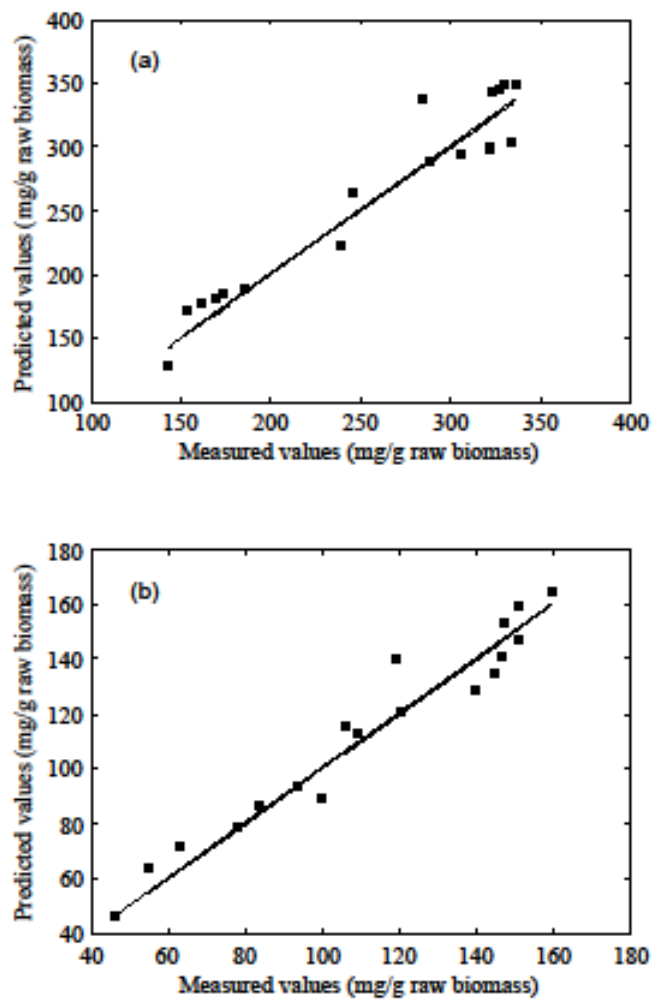 400
(a)
350
300
250
200
150
100
Predicted values (mg/g raw biomass)
100 150 200 250 300 350 400
Measured values (mg/g raw biomass)
180
(b)
160
140
120
100
80
60
40
Predicted values (mg/g raw biomass)
40 60 80 100 120 140 160 180
Measured values (mg/g raw biomass)